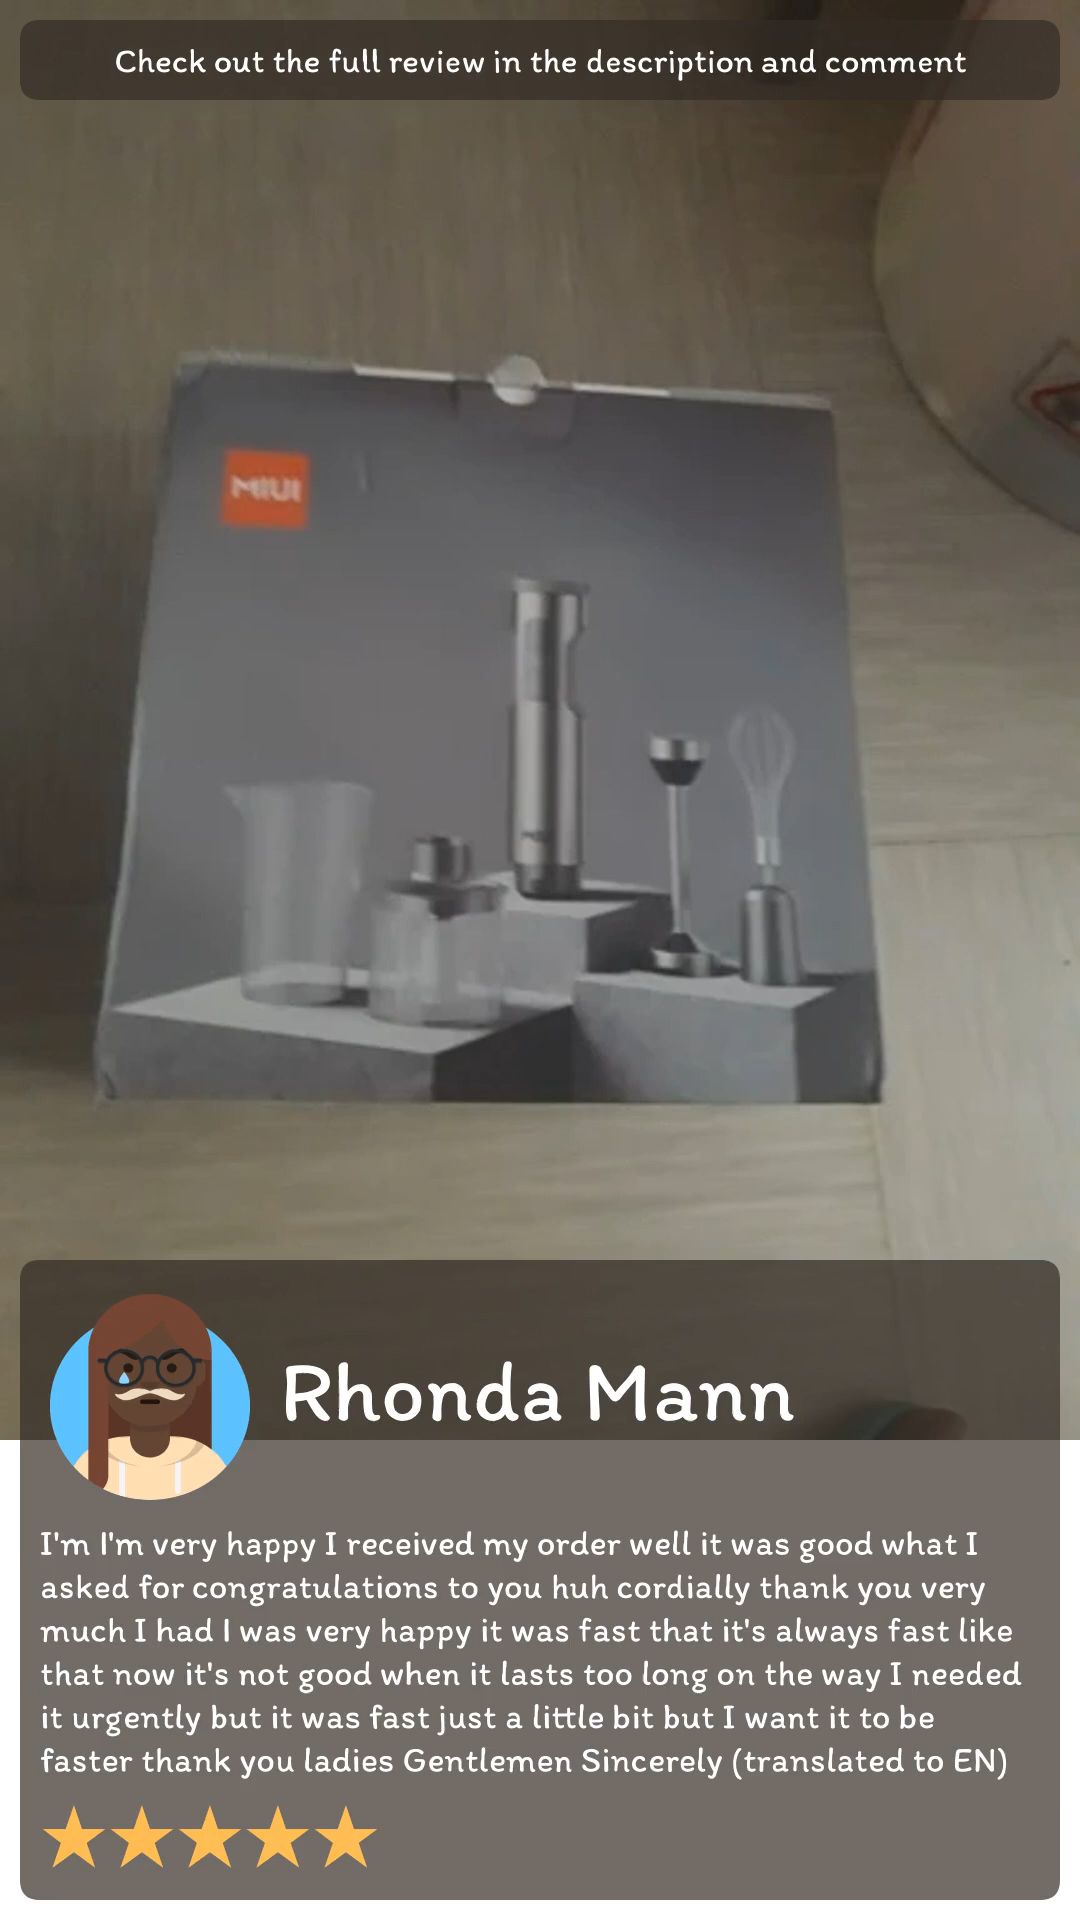 Check out the full review in the description and comment
MIUI
Rhonda Mann
I'm I'm very happy I received my order well it was good what I
asked for congratulations to you huh cordially thank you very
much I had I was very happy it was fast that it's always fast like
that now it's not good when it lasts too long on the way I needed
it urgently but it was fast just a little bit but I want it to be
faster thank you ladies Gentlemen Sincerely (translated to EN)